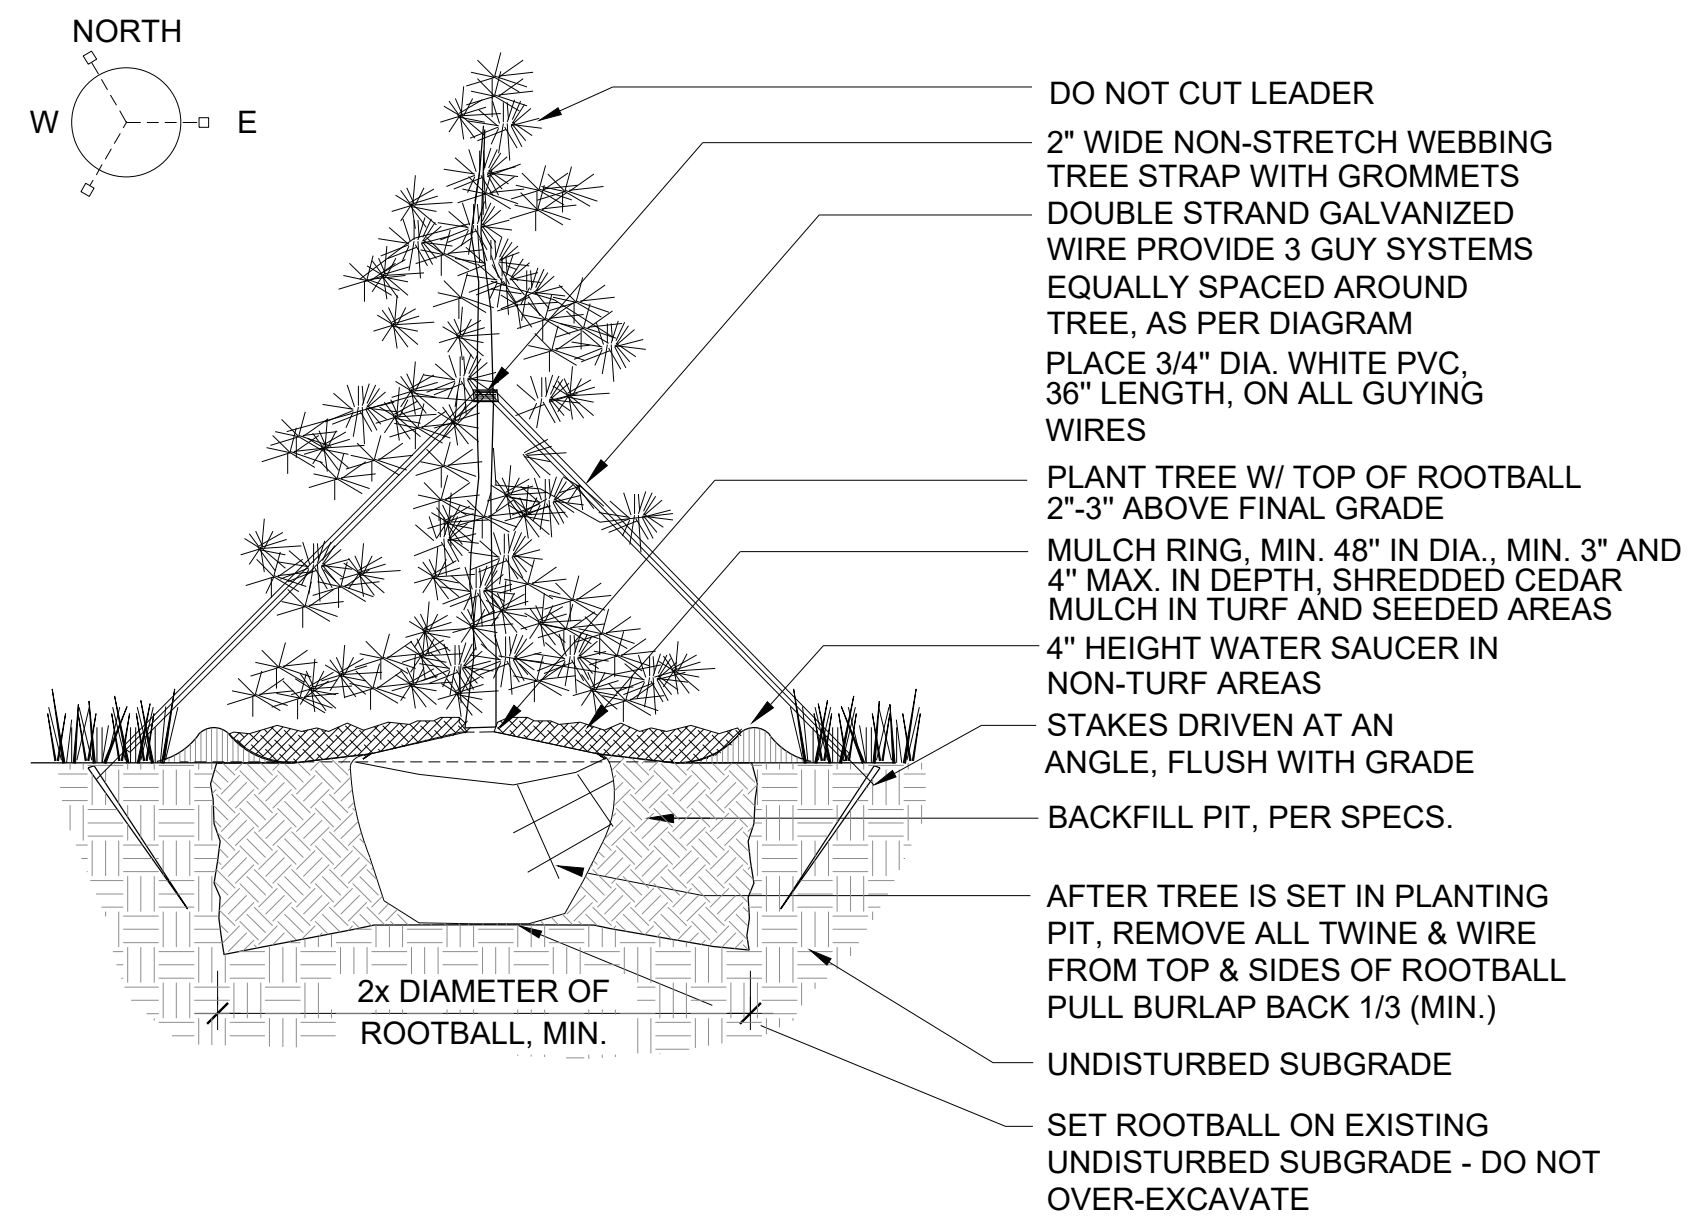 NORTH
W
E
DO NOT CUT LEADER
2" WIDE NON-STRETCH WEBBING
TREE STRAP WITH GROMMETS
DOUBLE STRAND GALVANIZED
WIRE PROVIDE 3 GUY SYSTEMS
EQUALLY SPACED AROUND
TREE, AS PER DIAGRAM
PLACE 3/4" DIA. WHITE PVC,
36" LENGTH, ON ALL GUYING
WIRES
PLANT TREE W/ TOP OF ROOTBALL
2"-3" ABOVE FINAL GRADE
MULCH RING, MIN. 48" IN DIA., MIN. 3" AND
4" MAX. IN DEPTH, SHREDDED CEDAR
MULCH IN TURF AND SEEDED AREAS
4" HEIGHT WATER SAUCER IN
NON-TURF AREAS
STAKES DRIVEN AT AN
ANGLE, FLUSH WITH GRADE
BACKFILL PIT, PER SPECS.
AFTER TREE IS SET IN PLANTING
PIT, REMOVE ALL TWINE & WIRE
FROM TOP & SIDES OF ROOTBALL
PULL BURLAP BACK 1/3 (MIN.)
UNDISTURBED SUBGRADE
SET ROOTBALL ON EXISTING
UNDISTURBED SUBGRADE - DO NOT
OVER-EXCAVATE
2x DIAMETER OF
ROOTBALL, MIN.